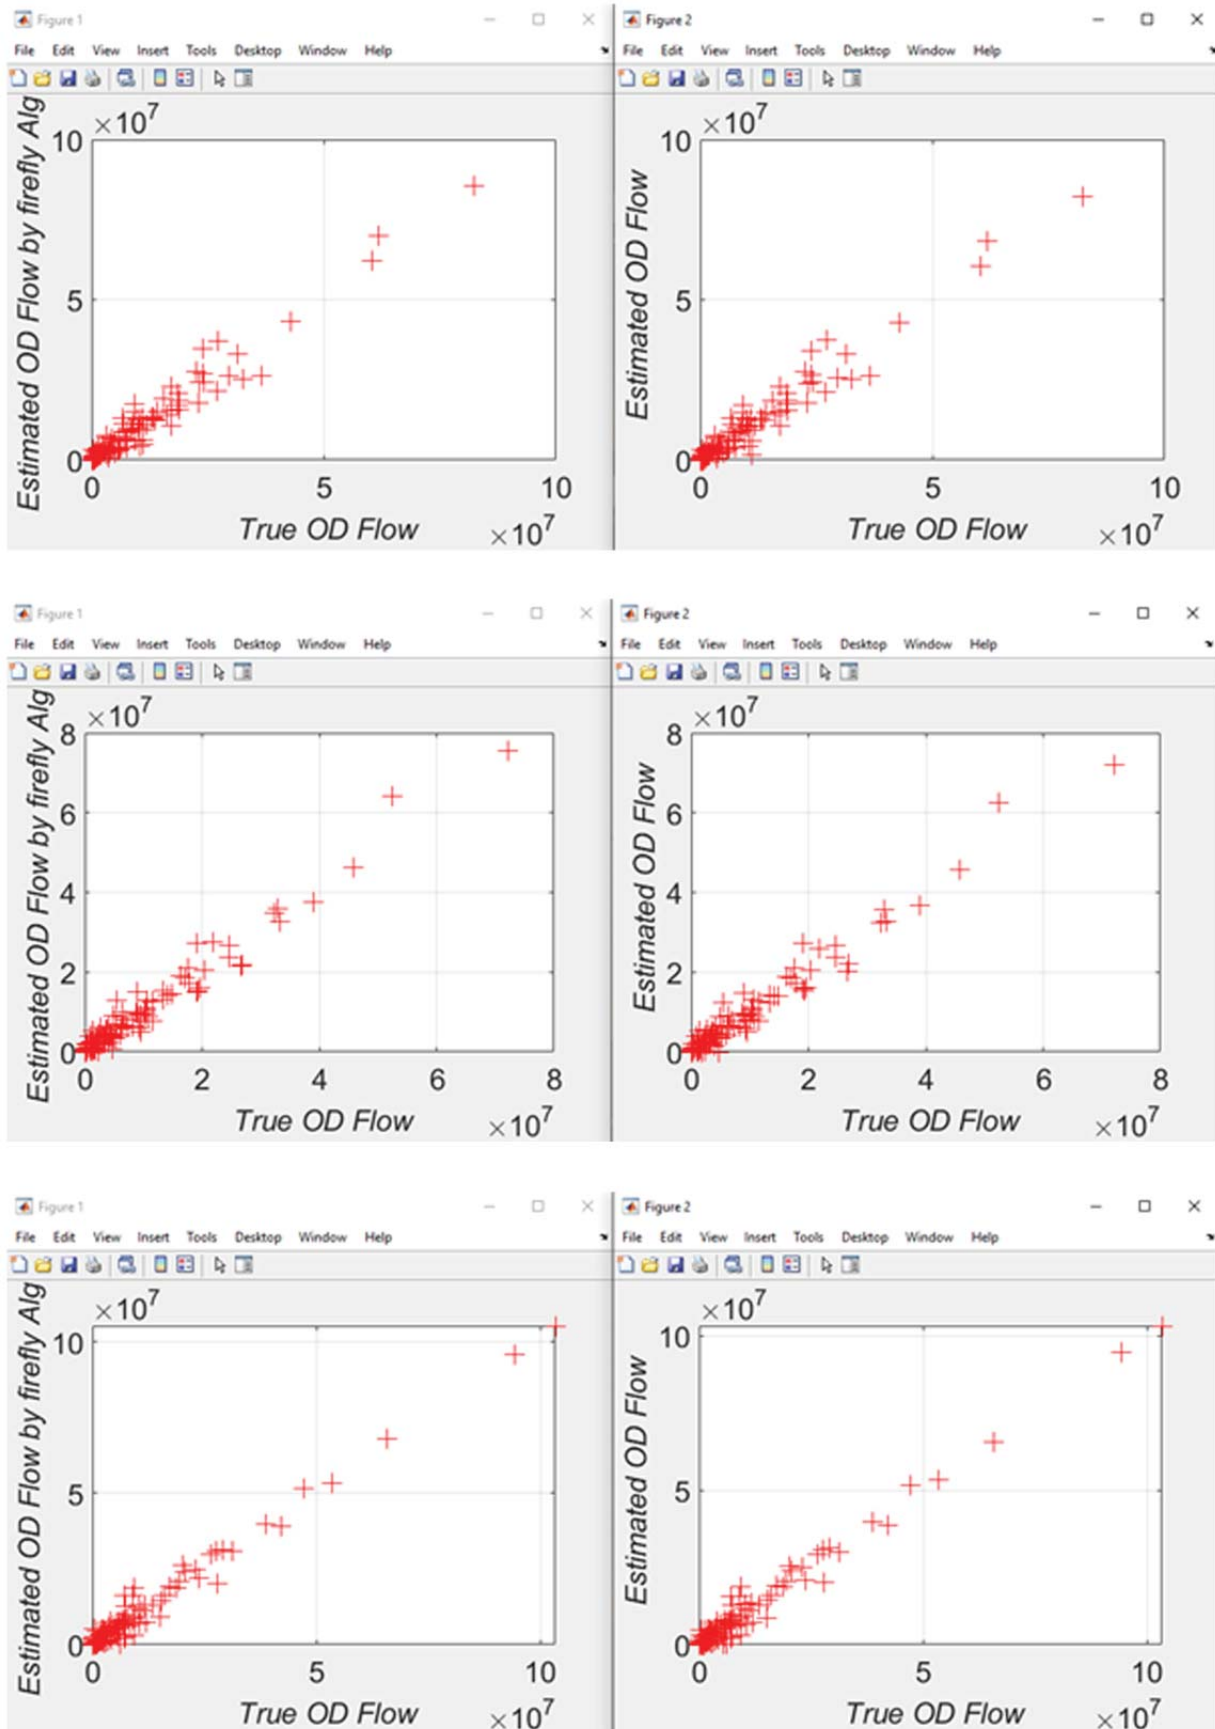 Figure 1
File Edit View Insert Tools Desktop Window Help
×10^7
Estimated OD Flow by firefly Alg
10
5
0
0 5 10
True OD Flow
×10^7
Figure 2
File Edit View Insert Tools Desktop Window Help
×10^7
Estimated OD Flow
10
5
0
0 5 10
True OD Flow
×10^7
Figure 1
File Edit View Insert Tools Desktop Window Help
×10^7
Estimated OD Flow by firefly Alg
8
6
4
2
0
0 2 4 6 8
True OD Flow
×10^7
Figure 2
File Edit View Insert Tools Desktop Window Help
×10^7
Estimated OD Flow
8
6
4
2
0
0 2 4 6 8
True OD Flow
×10^7
Figure 1
File Edit View Insert Tools Desktop Window Help
×10^7
Estimated OD Flow by firefly Alg
10
5
0
0 5 10
True OD Flow
×10^7
Figure 2
File Edit View Insert Tools Desktop Window Help
×10^7
Estimated OD Flow
10
5
0
0 5 10
True OD Flow
×10^7